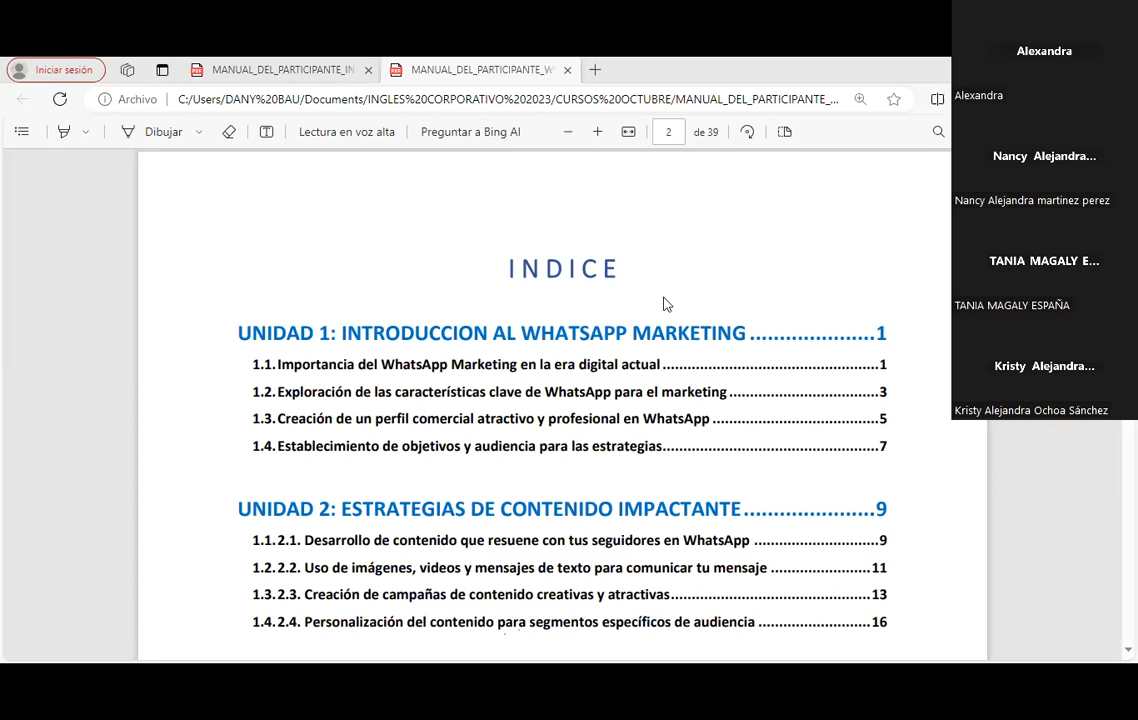 Iniciar sesión
MANUAL_DEL_PARTICIPANTE_IN
MANUAL_DEL_PARTICIPANTE_W
Archivo
C:/Users/DANY%20BAU/Documents/INGLES%20CORPORATIVO%202023/CURSOS%20OCTUBRE/MANUAL_DEL_PARTICIPANTE_...
Dibujar
Lectura en voz alta
Preguntar a Bing AI
2
de 39
INDICE
UNIDAD 1: INTRODUCCION AL WHATSAPP MARKETING .....................1
1.1. Importancia del WhatsApp Marketing en la era digital actual ....................................................1
1.2. Exploración de las características clave de WhatsApp para el marketing ....................................3
1.3. Creación de un perfil comercial atractivo y profesional en WhatsApp ........................................5
1.4. Establecimiento de objetivos y audiencia para las estrategias....................................................7
UNIDAD 2: ESTRATEGIAS DE CONTENIDO IMPACTANTE ......................9
1.1. 2.1. Desarrollo de contenido que resuene con tus seguidores en WhatsApp ..............................9
1.2. 2.2. Uso de imágenes, videos y mensajes de texto para comunicar tu mensaje ........................11
1.3. 2.3. Creación de campañas de contenido creativas y atractivas................................................13
1.4. 2.4. Personalización del contenido para segmentos específicos de audiencia ..........................16
Alexandra
Alexandra
Nancy Alejandra...
Nancy Alejandra martinez perez
TANIA MAGALY E...
TANIA MAGALY ESPAÑA
Kristy Alejandra...
Kristy Alejandra Ochoa Sánchez